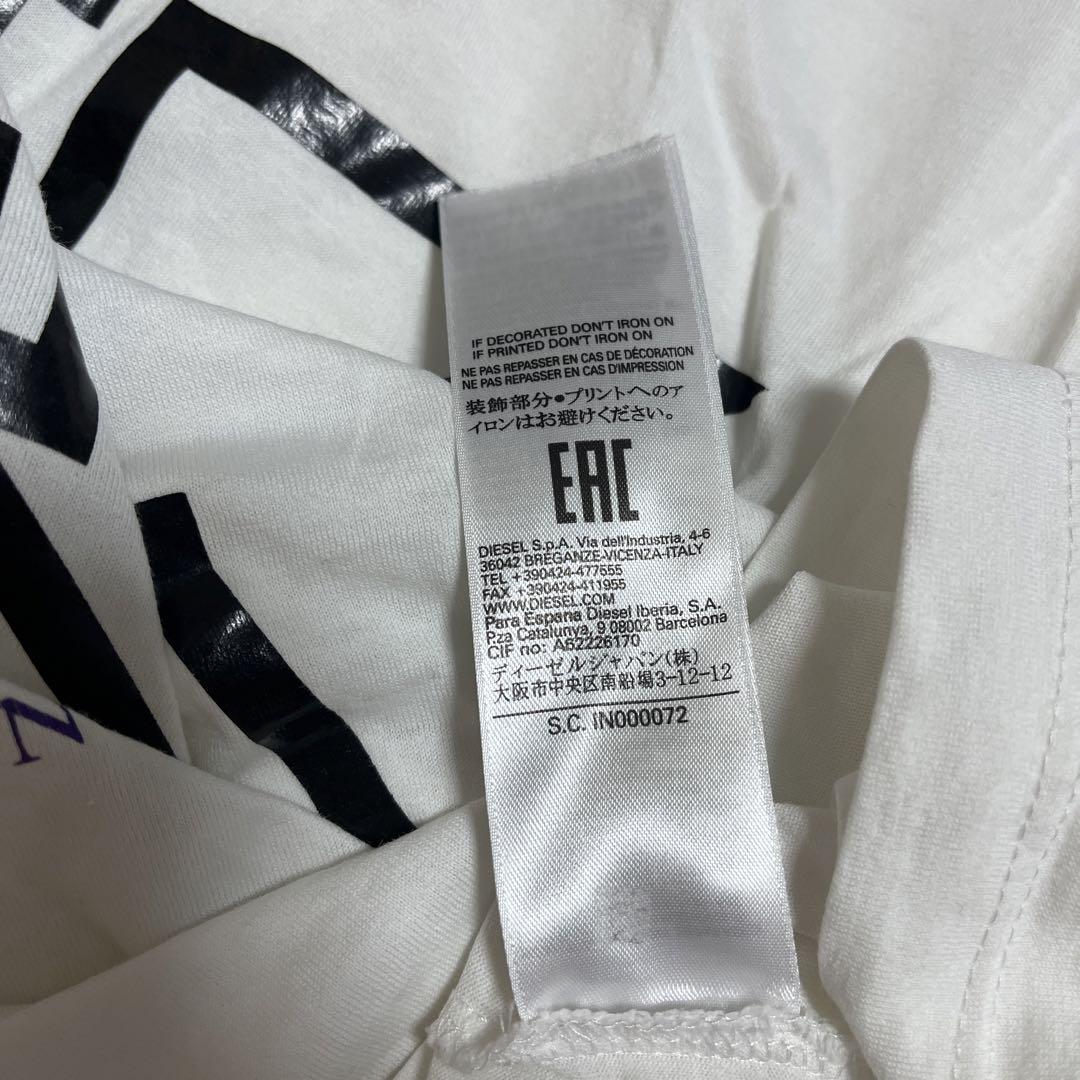 IF DECORATED DON'T IRON ON
IF PRINTED DON'T IRON ON
NE PAS REPASSER EN CAS DE DÉCORATION
NE PAS REPASSER EN CAS D'IMPRESSION
装飾部分●プリントへのア
イロンはお避けください。
EAC
DIESEL S.p.A. Via dell'Industria, 4-6
36042 BREGANZE-VICENZA-ITALY
TEL +390424-477555
FAX +390424-411955
WWW.DIESEL.COM
Para Espana Diesel Iberia, S.A.
P.za Catalunya, 9 08002 Barcelona
CIF no: A62226170
ディーゼルジャパン(株)
大阪市中央区南船場3-12-12
S.C. IN000072
N